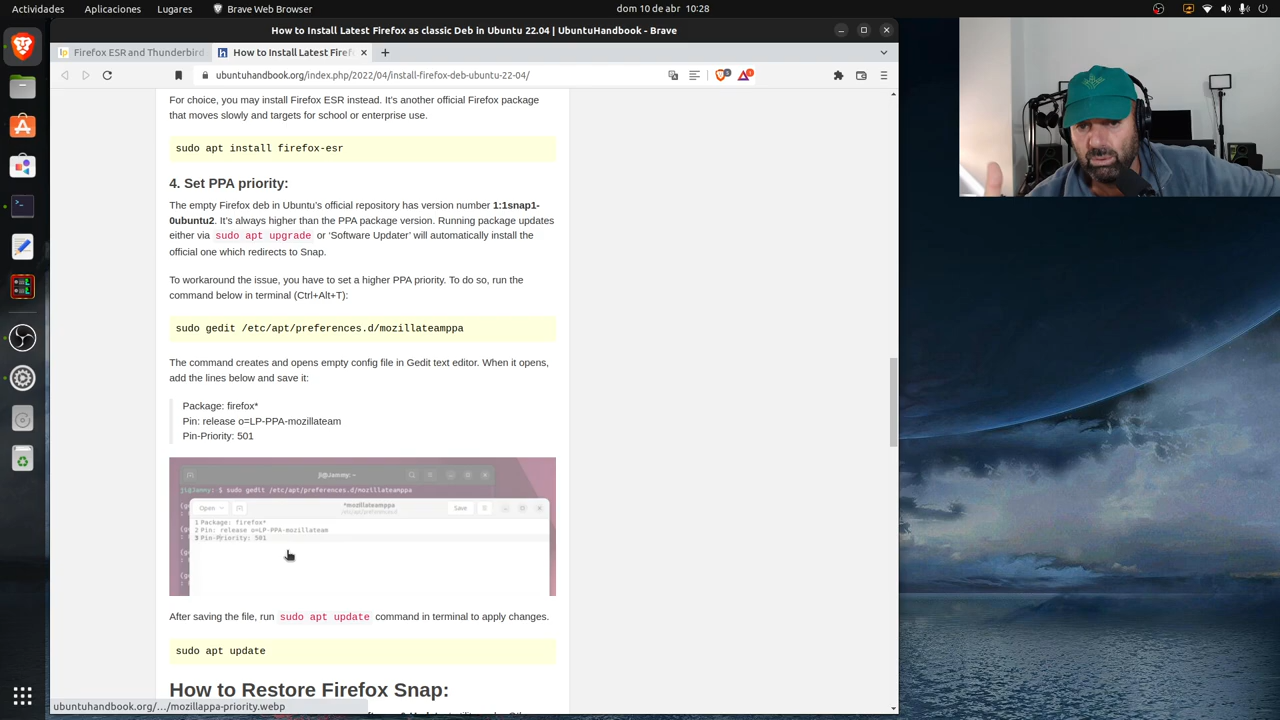 Actividades
Aplicaciones
Lugares
Brave Web Browser
dom 10 de abr 10:28
How to Install Latest Firefox as classic Deb in Ubuntu 22.04 | UbuntuHandbook - Brave
Firefox ESR and Thunderbird
How to Install Latest Firef
ubuntuhandbook.org/index.php/2022/04/install-firefox-deb-ubuntu-22-04/
For choice, you may install Firefox ESR instead. It’s another official Firefox package
that moves slowly and targets for school or enterprise use.
sudo apt install firefox-esr
4. Set PPA priority:
The empty Firefox deb in Ubuntu’s official repository has version number 1:1snap1-
0ubuntu2. It’s always higher than the PPA package version. Running package updates
either via sudo apt upgrade or ‘Software Updater’ will automatically install the
official one which redirects to Snap.
To workaround the issue, you have to set a higher PPA priority. To do so, run the
command below in terminal (Ctrl+Alt+T):
sudo gedit /etc/apt/preferences.d/mozillateamppa
The command creates and opens empty config file in Gedit text editor. When it opens,
add the lines below and save it:
Package: firefox*
Pin: release o=LP-PPA-mozillateam
Pin-Priority: 501
ji@Jammy: ~
ji@Jammy:~$ sudo gedit /etc/apt/preferences.d/mozillateamppa
Open
*mozillateamppa
Save
1 Package: firefox*
2 Pin: release o=LP-PPA-mozillateam
3 Pin-Priority: 501
After saving the file, run sudo apt update command in terminal to apply changes.
sudo apt update
How to Restore Firefox Snap:
ubuntuhandbook.org/…/mozillappa-priority.webp